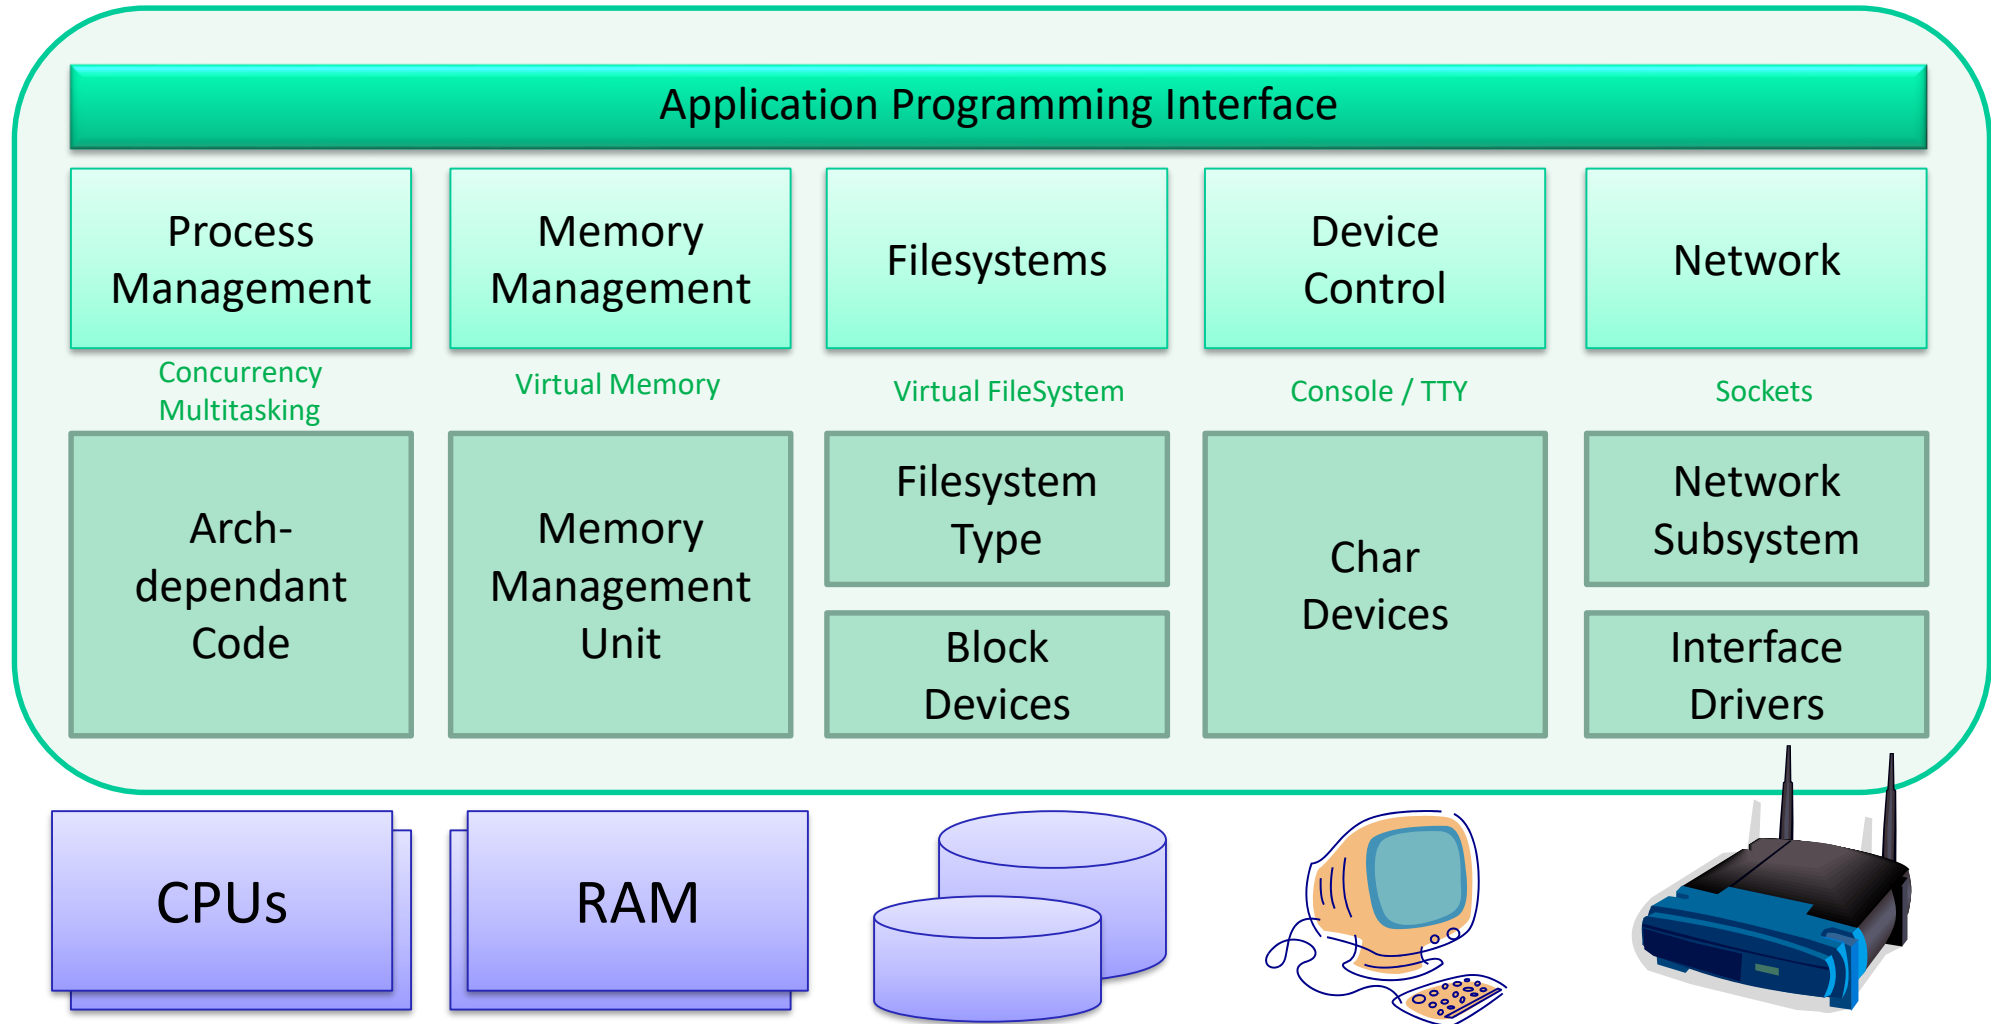 Application Programming Interface
Process
Management
Memory
Management
Filesystems
Device
Control
Network
Concurrency
Multitasking
Virtual Memory
Virtual FileSystem
Console / TTY
Sockets
Arch-
dependant
Code
Memory
Management
Unit
Filesystem
Type
Block
Devices
Char
Devices
Network
Subsystem
Interface
Drivers
CPUs
RAM